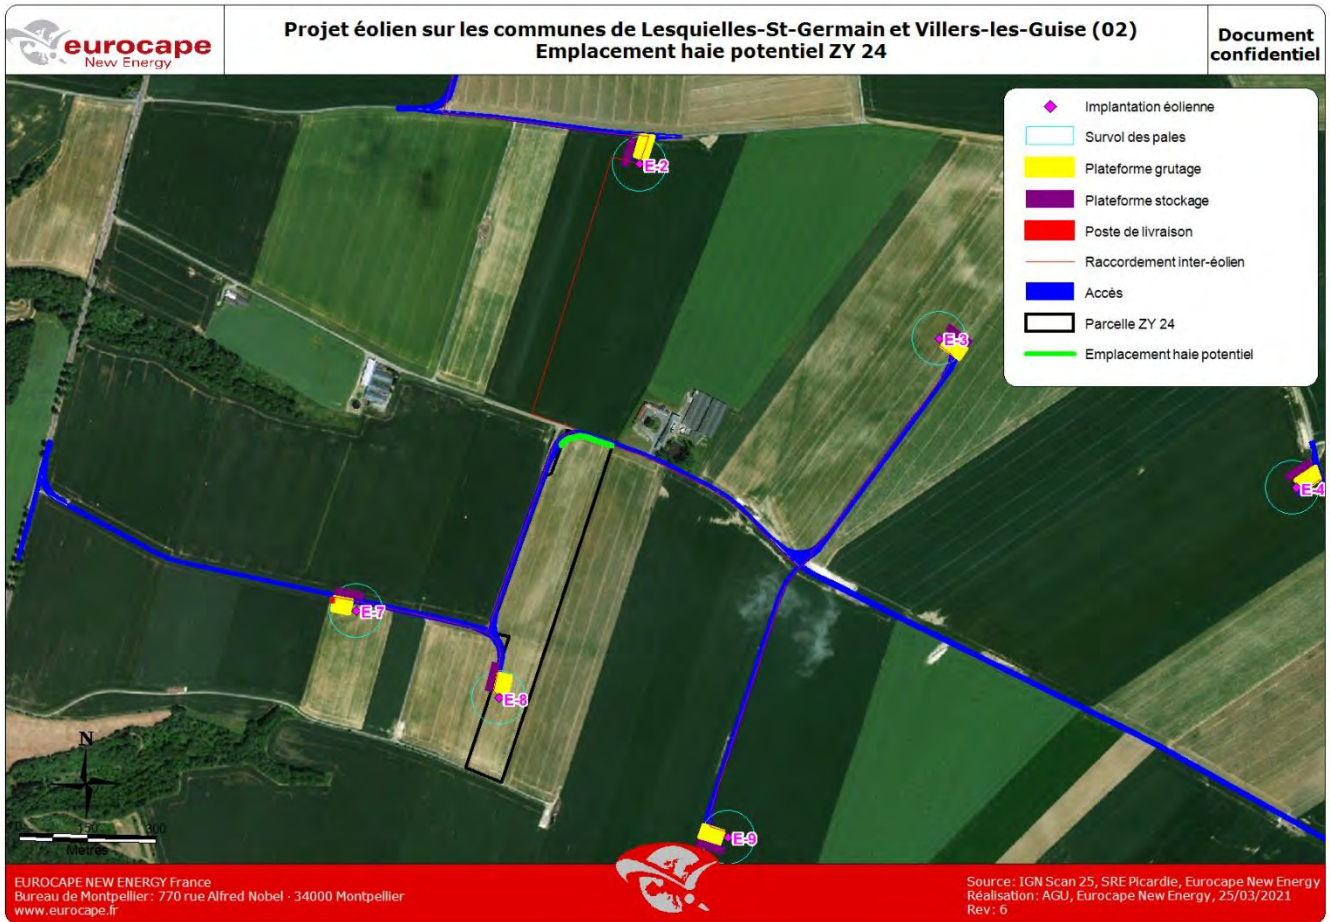 eurocape
New Energy
Projet éolien sur les communes de Lesquielles-St-Germain et Villers-les-Guise (02)
Emplacement haie potentiel ZY 24
Document
confidentiel
Implantation éolienne
Survol des pales
Plateforme grutage
Plateforme stockage
Poste de livraison
Raccordement inter-éolien
Accès
Parcelle ZY 24
Emplacement haie potentiel
E-2
E-3
E-4
E-7
E-8
E-9
N
0 150 300
Metres
EUROCAPE NEW ENERGY France
Bureau de Montpellier: 770 rue Alfred Nobel - 34000 Montpellier
www.eurocape.fr
Source: IGN Scan 25, SRE Picardie, Eurocape New Energy
Réalisation: AGU, Eurocape New Energy, 25/03/2021
Rev: 6